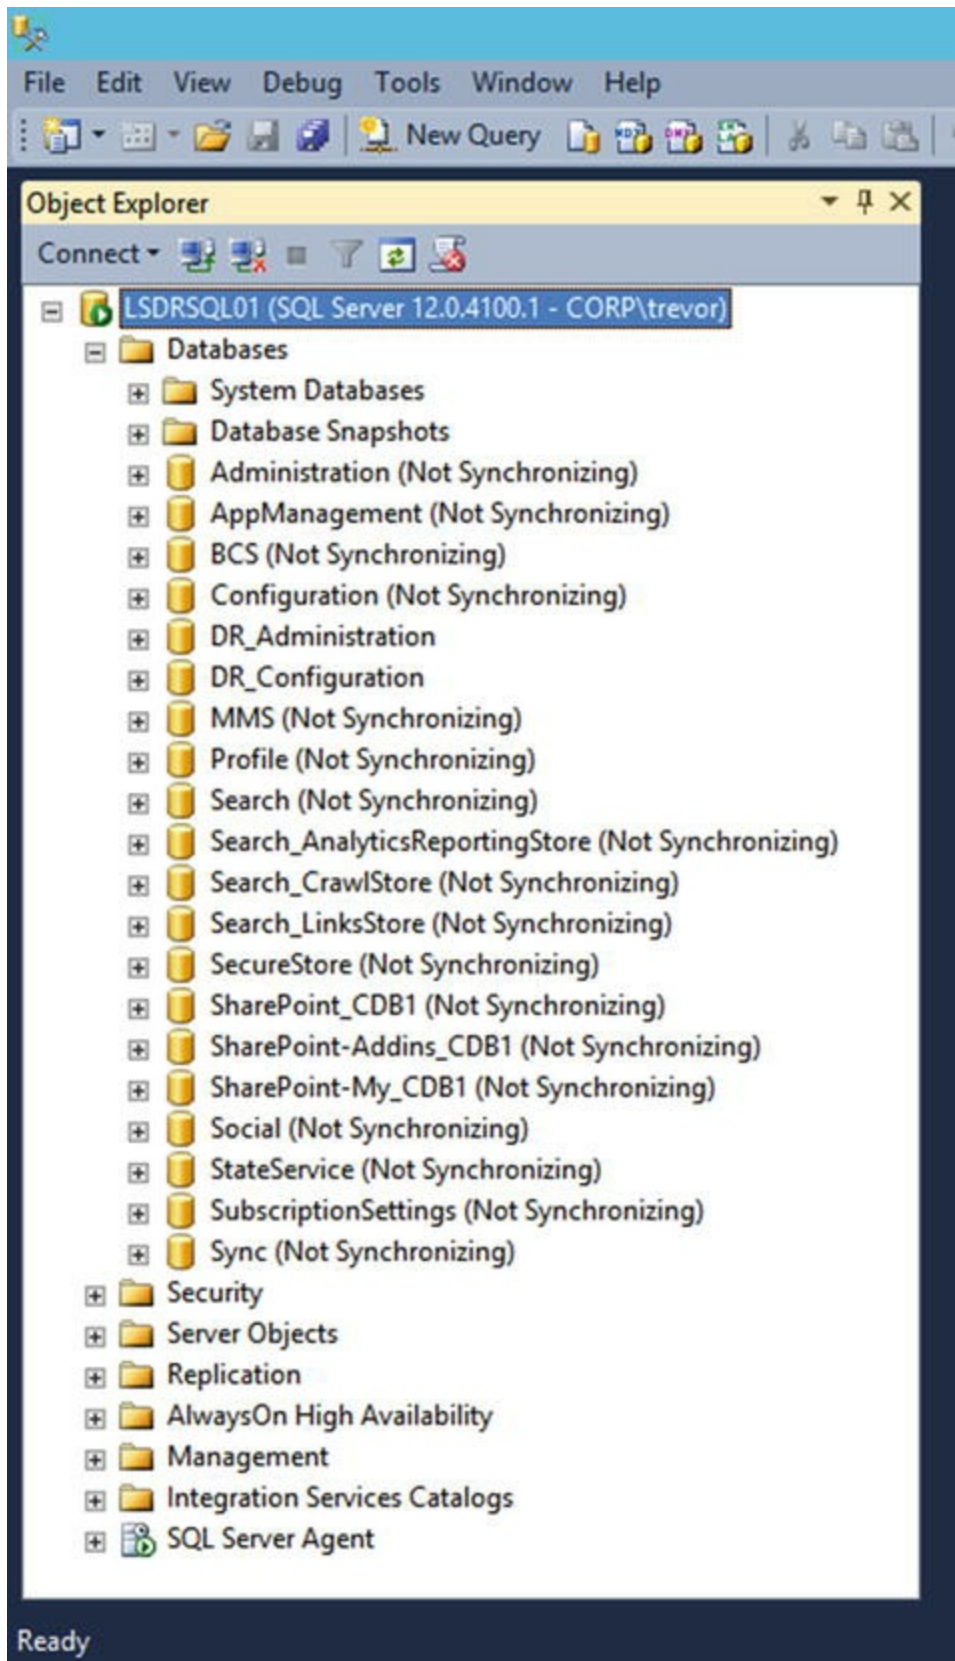 File Edit View Debug Tools Window Help
New Query
Object Explorer
Connect
LSDRSQL01 (SQL Server 12.0.4100.1 - CORP\trevor)
Databases
System Databases
Database Snapshots
Administration (Not Synchronizing)
AppManagement (Not Synchronizing)
BCS (Not Synchronizing)
Configuration (Not Synchronizing)
DR_Administration
DR_Configuration
MMS (Not Synchronizing)
Profile (Not Synchronizing)
Search (Not Synchronizing)
Search_AnalyticsReportingStore (Not Synchronizing)
Search_CrawlStore (Not Synchronizing)
Search_LinksStore (Not Synchronizing)
SecureStore (Not Synchronizing)
SharePoint_CDB1 (Not Synchronizing)
SharePoint-Addins_CDB1 (Not Synchronizing)
SharePoint-My_CDB1 (Not Synchronizing)
Social (Not Synchronizing)
StateService (Not Synchronizing)
SubscriptionSettings (Not Synchronizing)
Sync (Not Synchronizing)
Security
Server Objects
Replication
AlwaysOn High Availability
Management
Integration Services Catalogs
SQL Server Agent
Ready